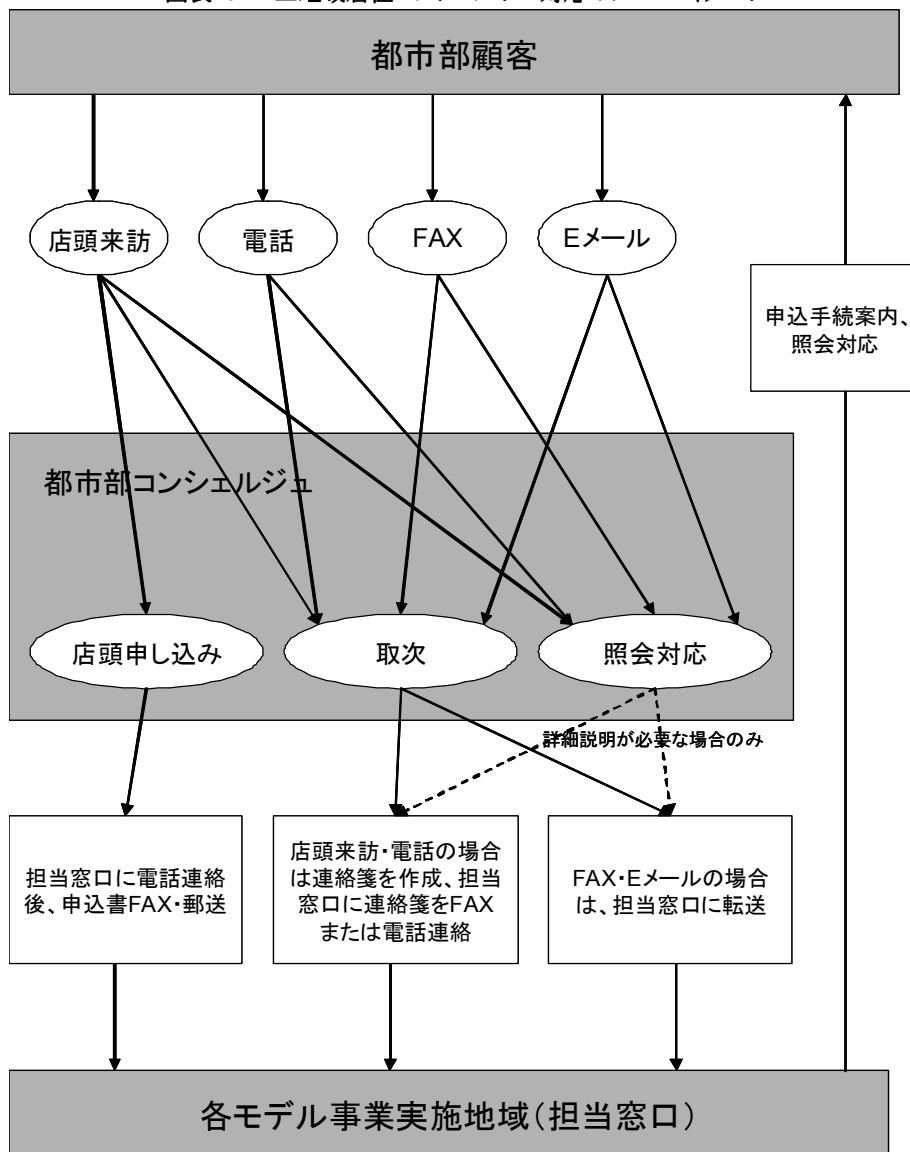 都市部顧客
店頭来訪
電話
FAX
Eメール
申込手続案内、
照会対応
都市部コンシェルジュ
店頭申し込み
取次
照会対応
詳細説明が必要な場合のみ
担当窓口に電話連絡
後、申込書FAX・郵送
店頭来訪・電話の場合
は連絡箋を作成、担当
窓口に連絡箋をFAX
または電話連絡
FAX・Eメールの場合
は、担当窓口に転送
各モデル事業実施地域(担当窓口)